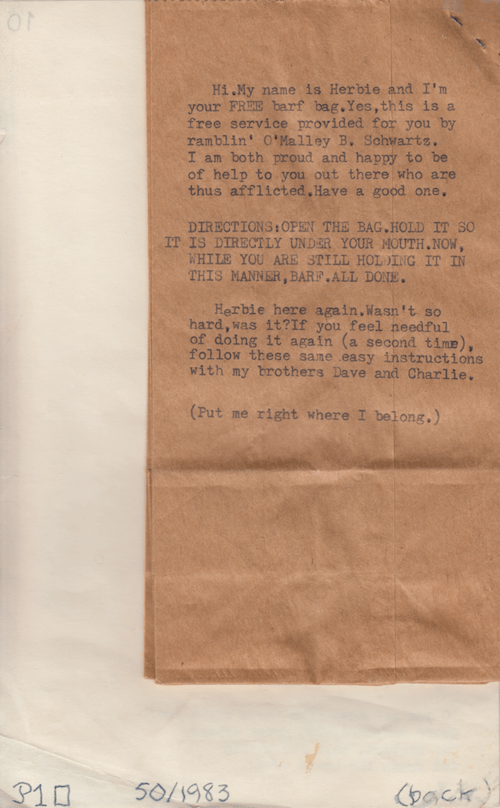 10
Hi.My name is Herbie and I'm
your FREE barf bag.Yes,this is a
free service provided for you by
ramblin' O'Malley B. Schwartz.
I am both proud and happy to be
of help to you out there who are
thus afflicted.Have a good one.
DIRECTIONS:OPEN THE BAG.HOLD IT SO
IT IS DIRECTLY UNDER YOUR MOUTH.NOW,
WHILE YOU ARE STILL HOLDING IT IN
THIS MANNER,BARF.ALL DONE.
Herbie here again.Wasn't so
hard,was it?If you feel needful
of doing it again (a second time),
follow these same easy instructions
with my brothers Dave and Charlie.
(Put me right where I belong.)
P1□ 50/1983 (back)